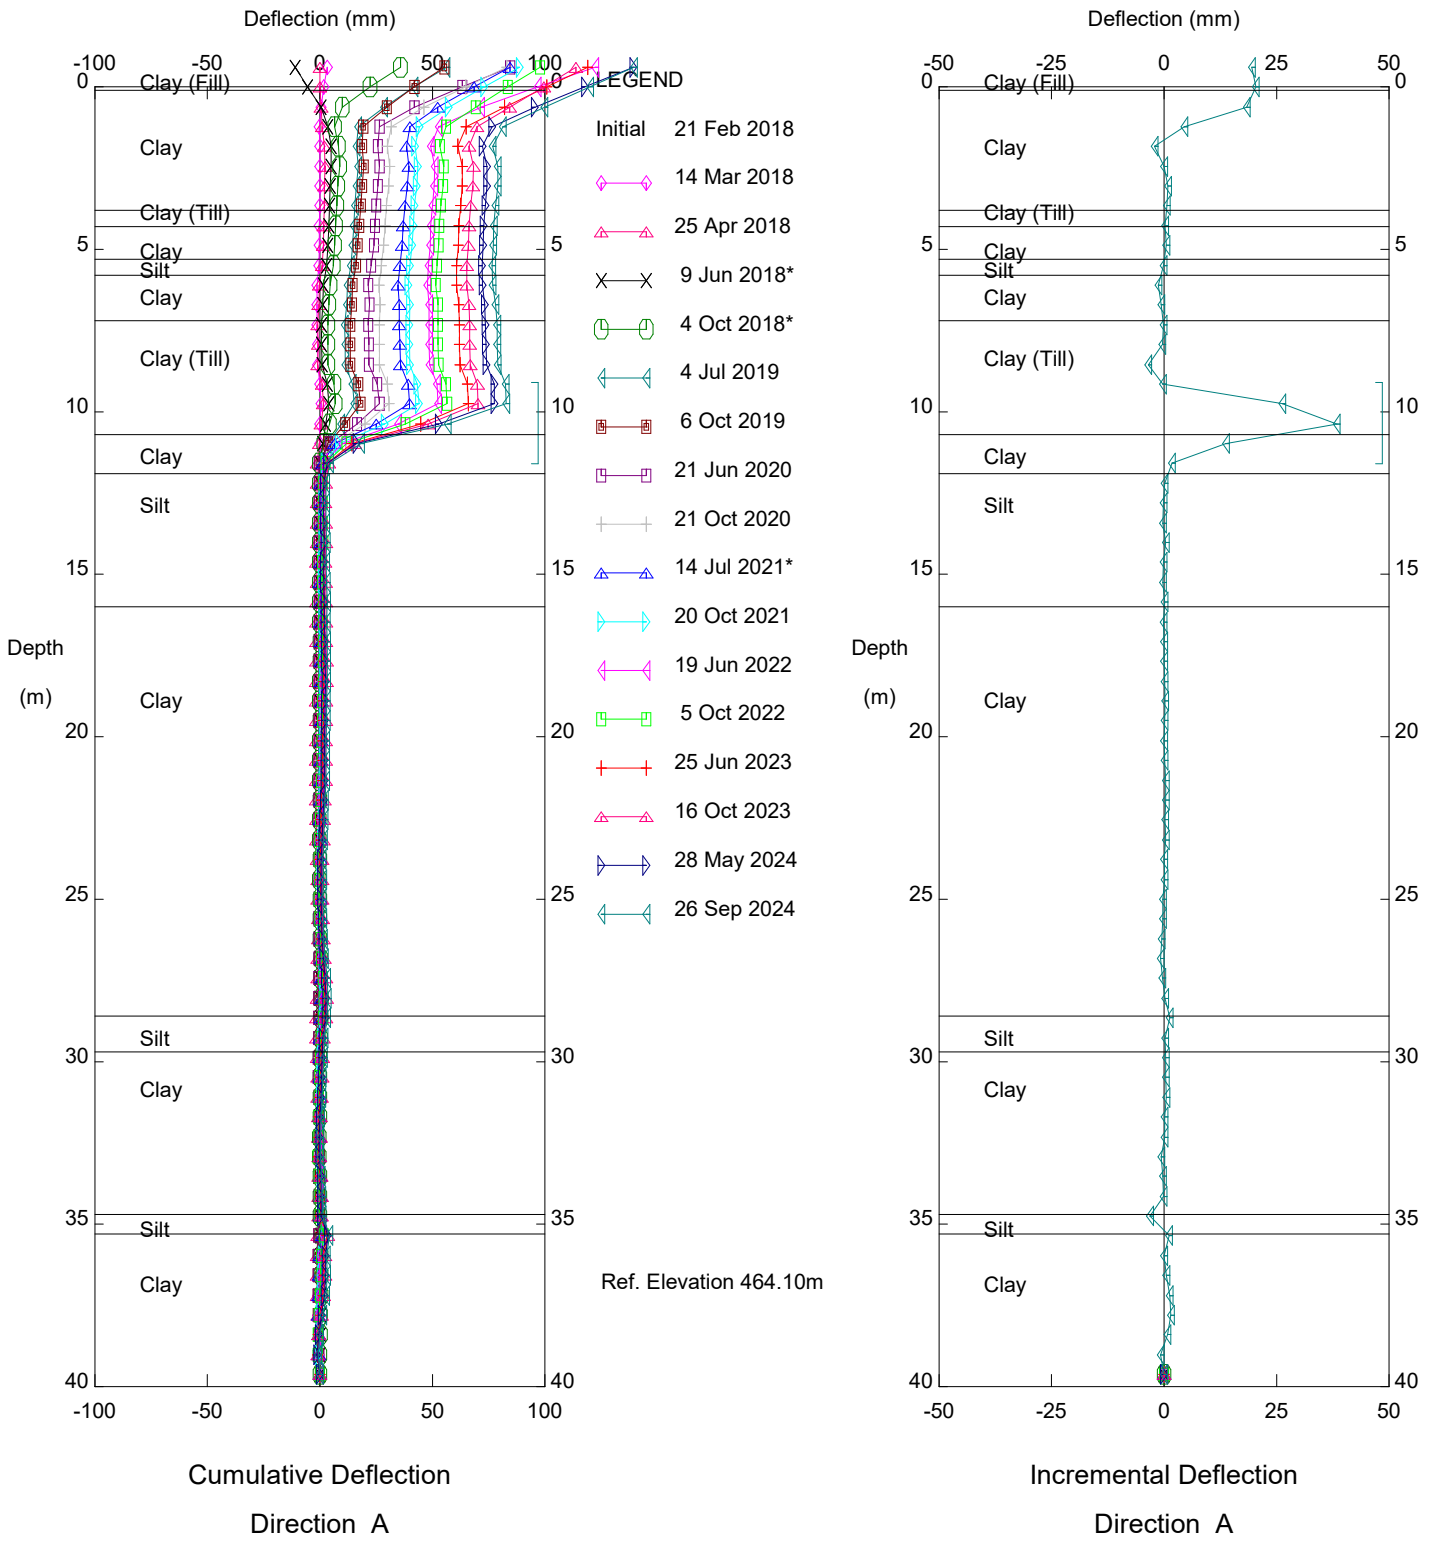 Deflection (mm)
-100 -50 0 50 100
0 0
LEGEND
Clay (Fill)
Initial 21 Feb 2018
Clay
14 Mar 2018
Clay (Till)
25 Apr 2018
5 5
Clay
Silt
9 Jun 2018*
Clay
4 Oct 2018*
Clay (Till)
4 Jul 2019
10 10
6 Oct 2019
Clay
21 Jun 2020
Silt
21 Oct 2020
15 15
14 Jul 2021*
20 Oct 2021
Depth
(m)
19 Jun 2022
Clay
5 Oct 2022
20 20
25 Jun 2023
16 Oct 2023
28 May 2024
25 25
26 Sep 2024
Silt
30 30
Clay
35 35
Silt
Clay
Ref. Elevation 464.10m
40 40
-100 -50 0 50 100
Cumulative Deflection
Direction A
Deflection (mm)
-50 -25 0 25 50
0 0
Clay (Fill)
Clay
Clay (Till)
5 5
Clay
Silt
Clay
Clay (Till)
10 10
Clay
Silt
15 15
Depth
(m)
Clay
20 20
25 25
Silt
30 30
Clay
35 35
Silt
Clay
40 40
-50 -25 0 25 50
Incremental Deflection
Direction A